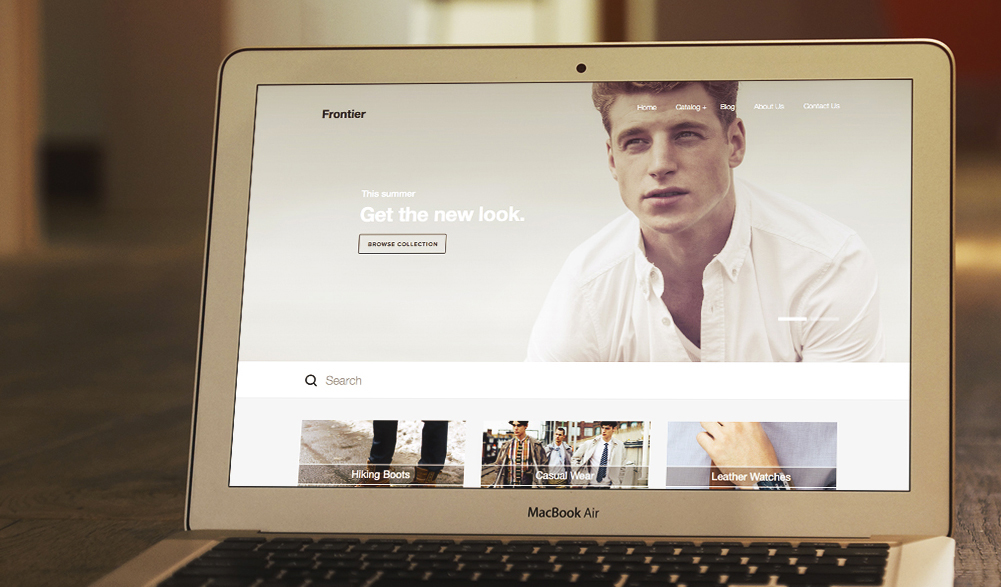 Frontier
Home
Catalog +
Blog
About Us
Contact Us
This summer
Get the new look.
BROWSE COLLECTION
Search
Hiking Boots
Casual Wear
Leather Watches
MacBook Air